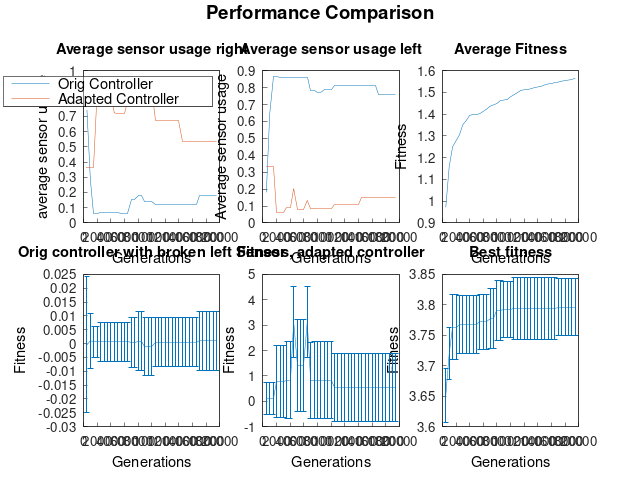 Performance Comparison
Average sensor usage right
Average sensor usage left
Average Fitness
Orig Controller
Adapted Controller
1
0.7
0.6
0.5
0.4
0.3
0.2
0.1
0
average sensor u
0.9
0.8
0.7
0.6
0.5
0.4
0.3
0.2
0.1
0
Average sensor usage
1.6
1.5
1.4
1.3
1.2
1.1
1
0.9
Fitness
Generations
Generations
Generations
Orig controller with broken left
Fitness, adapted controller
Best fitness
0.025
0.02
0.015
0.01
0.005
0
-0.005
-0.01
-0.015
-0.02
-0.03
Fitness
5
4
3
2
1
0
-1
Fitness
3.85
3.8
3.75
3.7
3.65
3.6
Fitness
Generations
Generations
Generations